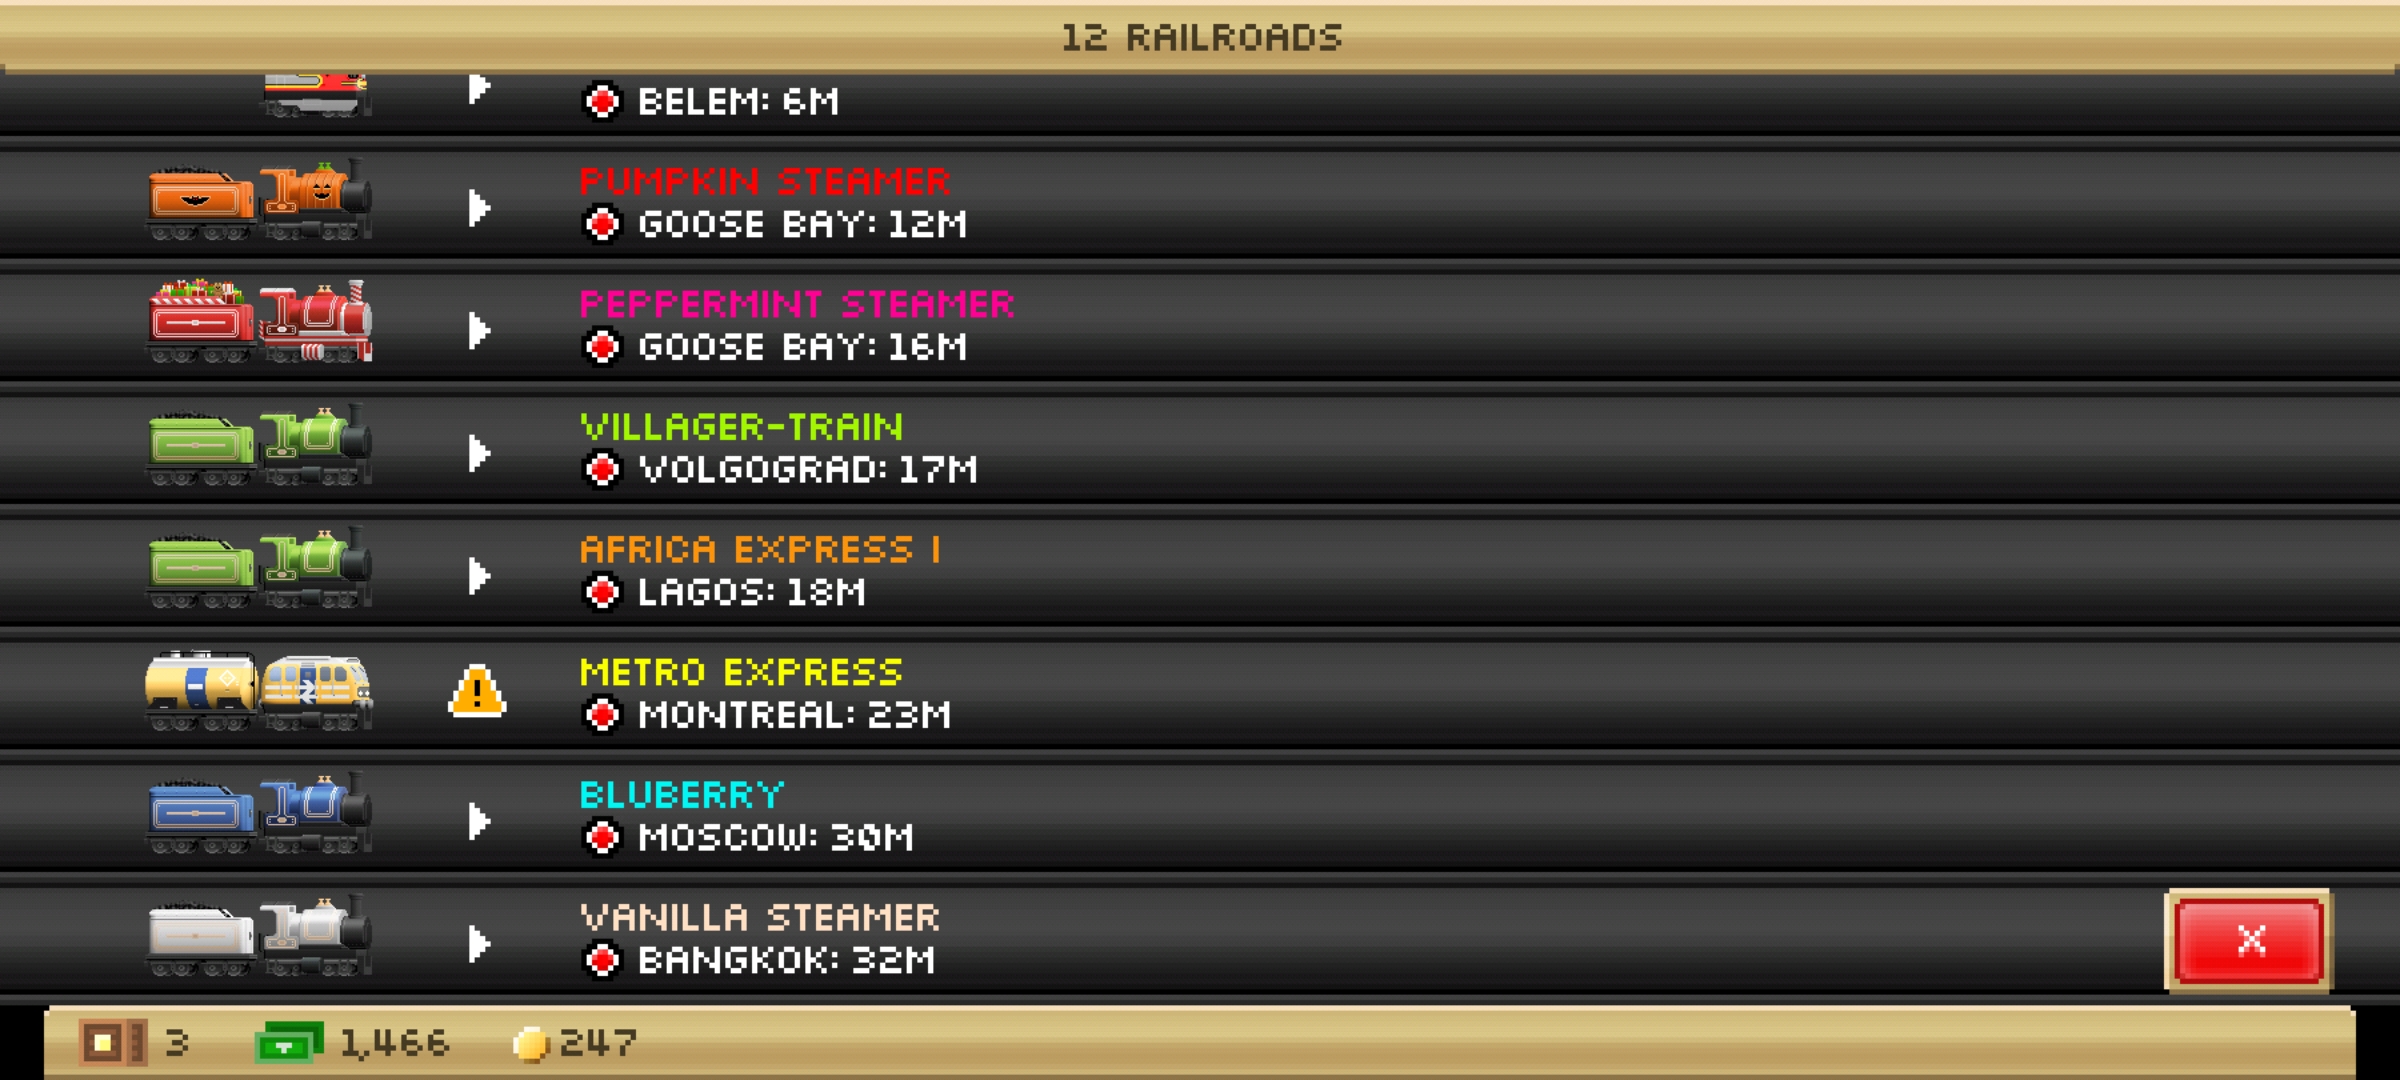 12 RAILROADS
BELEM: 6M
PUMPKIN STEAMER
GOOSE BAY: 12M
PEPPERMINT STEAMER
GOOSE BAY: 16M
VILLAGER-TRAIN
VOLGOGRAD: 17M
AFRICA EXPRESS I
LAGOS: 18M
METRO EXPRESS
MONTREAL: 23M
BLUBERRY
MOSCOW: 30M
VANILLA STEAMER
BANGKOK: 32M
X
3 1,466 247